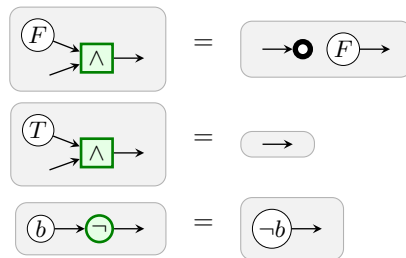 F ∧ = F
T ∧ =
b ¬ = ¬b